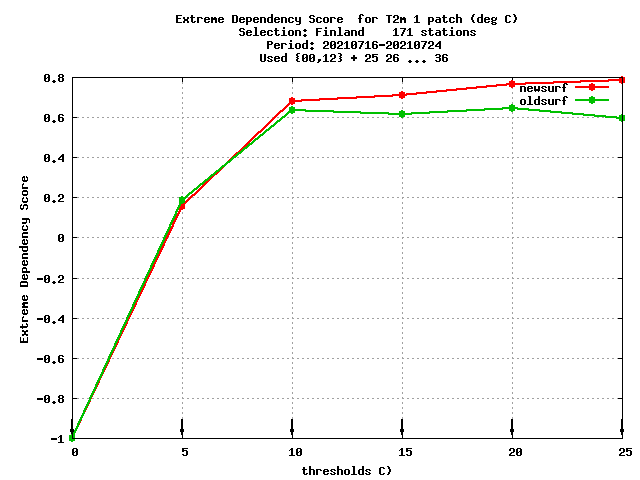 Extreme Dependency Score  for T2m 1 patch (deg C)
Selection: Finland    171 stations
Period: 20210716-20210724
Used {00,12} + 25 26 ... 36
newsurf
oldsurf
Extreme Dependency Score
0.8
0.6
0.4
0.2
0
-0.2
-0.4
-0.6
-0.8
-1
0 5 10 15 20 25
thresholds C)